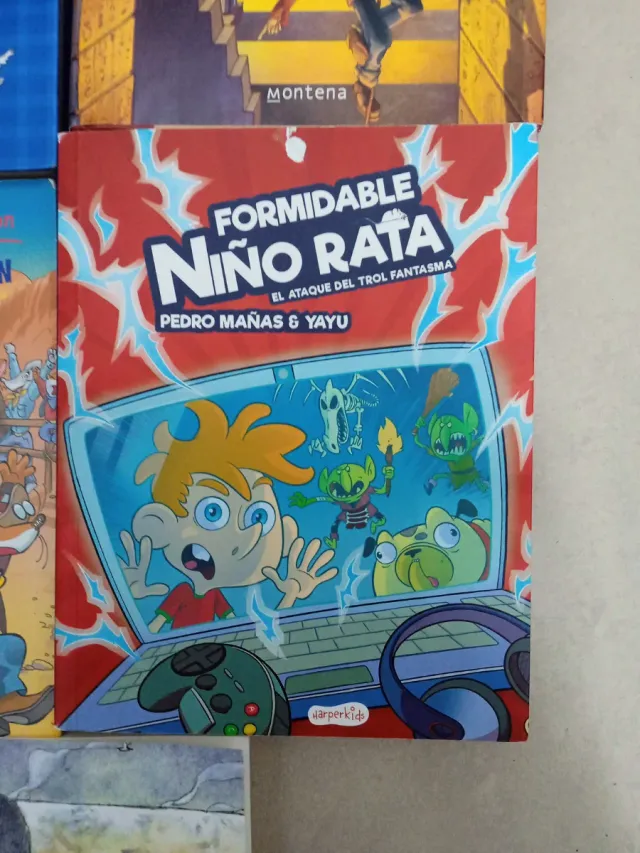 Montena
FORMIDABLE
NIÑO RATA
EL ATAQUE DEL TROL FANTASMA
PEDRO MAÑAS & YAYU
harperkids
A